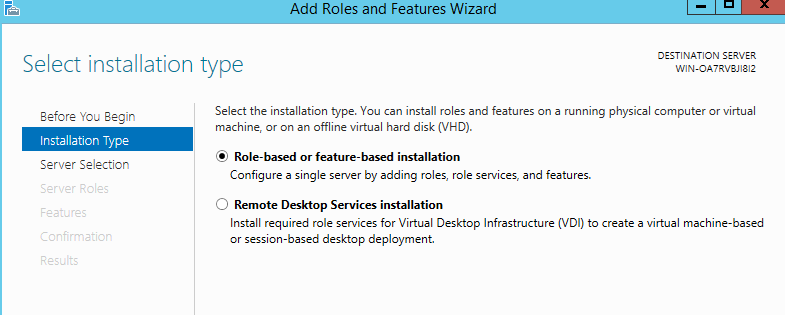 Add Roles and Features Wizard
Select installation type
DESTINATION SERVER
WIN-OA7RVBJI8I2
Before You Begin
Installation Type
Server Selection
Server Roles
Features
Confirmation
Results
Select the installation type. You can install roles and features on a running physical computer or virtual
machine, or on an offline virtual hard disk (VHD).
Role-based or feature-based installation
Configure a single server by adding roles, role services, and features.
Remote Desktop Services installation
Install required role services for Virtual Desktop Infrastructure (VDI) to create a virtual machine-based
or session-based desktop deployment.